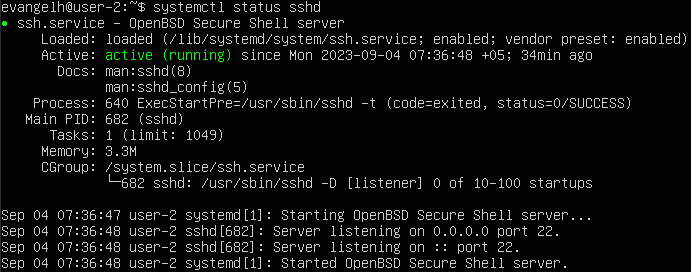 evangelh@user-2:~$ systemctl status sshd
● ssh.service - OpenBSD Secure Shell server
Loaded: loaded (/lib/systemd/system/ssh.service; enabled; vendor preset: enabled)
Active: active (running) since Mon 2023-09-04 07:36:48 +05; 34min ago
Docs: man:sshd(8)
man:sshd_config(5)
Process: 640 ExecStartPre=/usr/sbin/sshd -t (code=exited, status=0/SUCCESS)
Main PID: 682 (sshd)
Tasks: 1 (limit: 1049)
Memory: 3.3M
CGroup: /system.slice/ssh.service
└─682 sshd: /usr/sbin/sshd -D [listener] 0 of 10-100 startups
Sep 04 07:36:47 user-2 systemd[1]: Starting OpenBSD Secure Shell server...
Sep 04 07:36:48 user-2 sshd[682]: Server listening on 0.0.0.0 port 22.
Sep 04 07:36:48 user-2 sshd[682]: Server listening on :: port 22.
Sep 04 07:36:48 user-2 systemd[1]: Started OpenBSD Secure Shell server.